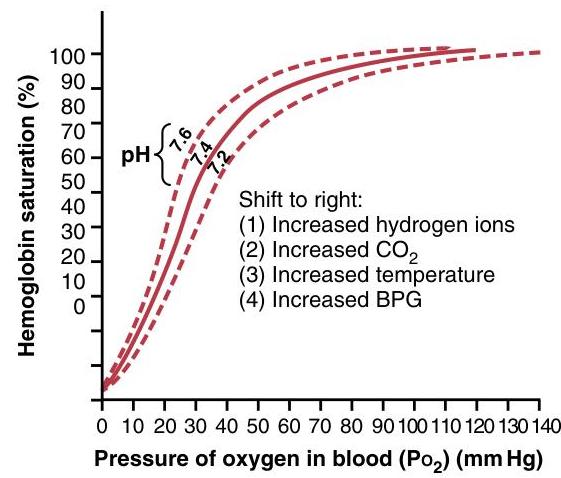 Hemoglobin saturation (%)
100
90
80
70
60
50
40
30
20
10
0
pH
7.6
7.4
7.2
Shift to right:
(1) Increased hydrogen ions
(2) Increased CO₂
(3) Increased temperature
(4) Increased BPG
0 10 20 30 40 50 60 70 80 90 100 110 120 130 140
Pressure of oxygen in blood (Po₂) (mm Hg)